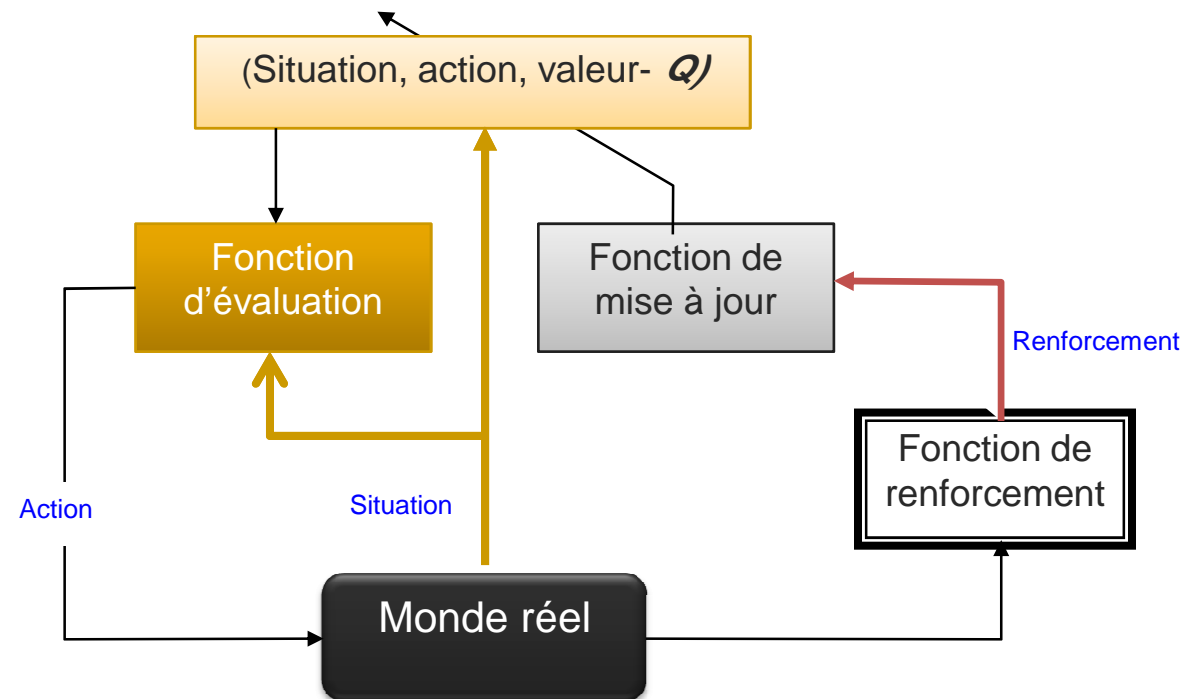 (Situation, action, valeur- Q)
Fonction
d’évaluation
Fonction de
mise à jour
Renforcement
Fonction de
renforcement
Action
Situation
Monde réel